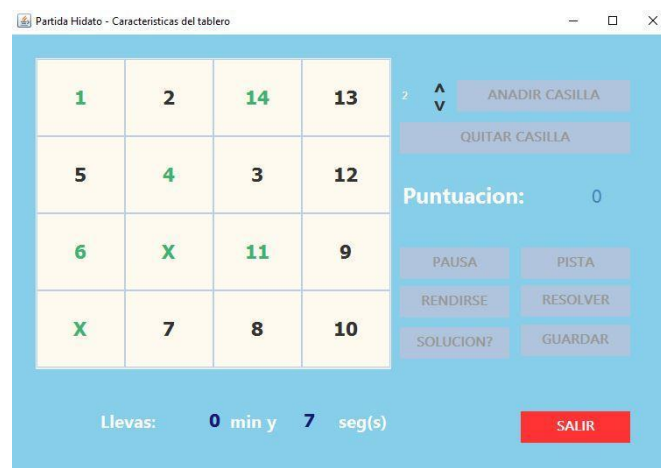 Partida Hidato - Caracteristicas del tablero
1 2 14 13
2 ANADIR CASILLA
QUITAR CASILLA
5 4 3 12
Puntuacion: 0
6 X 11 9
PAUSA PISTA
RENDIRSE RESOLVER
X 7 8 10
SOLUCION? GUARDAR
Llevas: 0 min y 7 seg(s)
SALIR